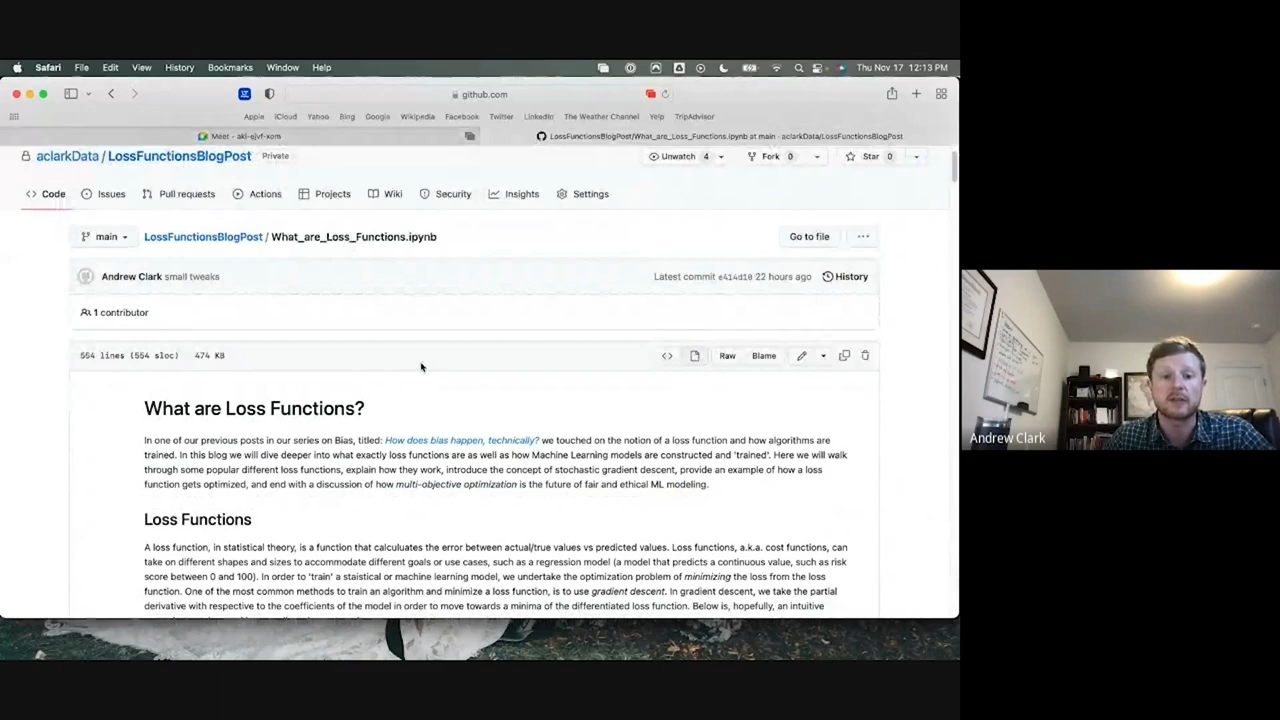 Safari File Edit View History Bookmarks Window Help Thu Nov 17 12:13 PM
github.com
Apple iCloud Yahoo Bing Google Wikipedia Facebook Twitter LinkedIn The Weather Channel Yelp TripAdvisor
LossFunctionsBlogPost/What_are_Loss_Functions.ipynb at main · aclarkData/LossFunctionsBlogPost
aclarkData / LossFunctionsBlogPost Private Unwatch 4 Fork 0 Star 0
Code Issues Pull requests Actions Projects Wiki Security Insights Settings
main LossFunctionsBlogPost / What_are_Loss_Functions.ipynb Go to file ...
Andrew Clark small tweaks Latest commit e414d10 22 hours ago History
1 contributor
554 lines (554 sloc) 474 KB Raw Blame
What are Loss Functions?
In one of our previous posts in our series on Bias, titled: How does bias happen, technically? we touched on the notion of a loss function and how algorithms are
trained. In this blog we will dive deeper into what exactly loss functions are as well as how Machine Learning models are constructed and 'trained'. Here we will walk
through some popular different loss functions, explain how they work, introduce the concept of stochastic gradient descent, provide an example of how a loss
function gets optimized, and end with a discussion of how multi-objective optimization is the future of fair and ethical ML modeling.
Loss Functions
A loss function, in statistical theory, is a function that calculates the error between actual/true values vs predicted values. Loss functions, a.k.a. cost functions, can
take on different shapes and sizes to accommodate different goals or use cases, such as a regression model (a model that predicts a continuous value, such as risk
score between 0 and 100). In order to 'train' a staistical or machine learning model, we undertake the optimization problem of minimizing the loss from the loss
function. One of the most common methods to train an algorithm and minimize a loss function, is to use gradient descent. In gradient descent, we take the partial
derivative with respect to the coefficients of the model in order to move towards a minima of the differentiated loss function. Below is, hopefully, an intuitive
Andrew Clark